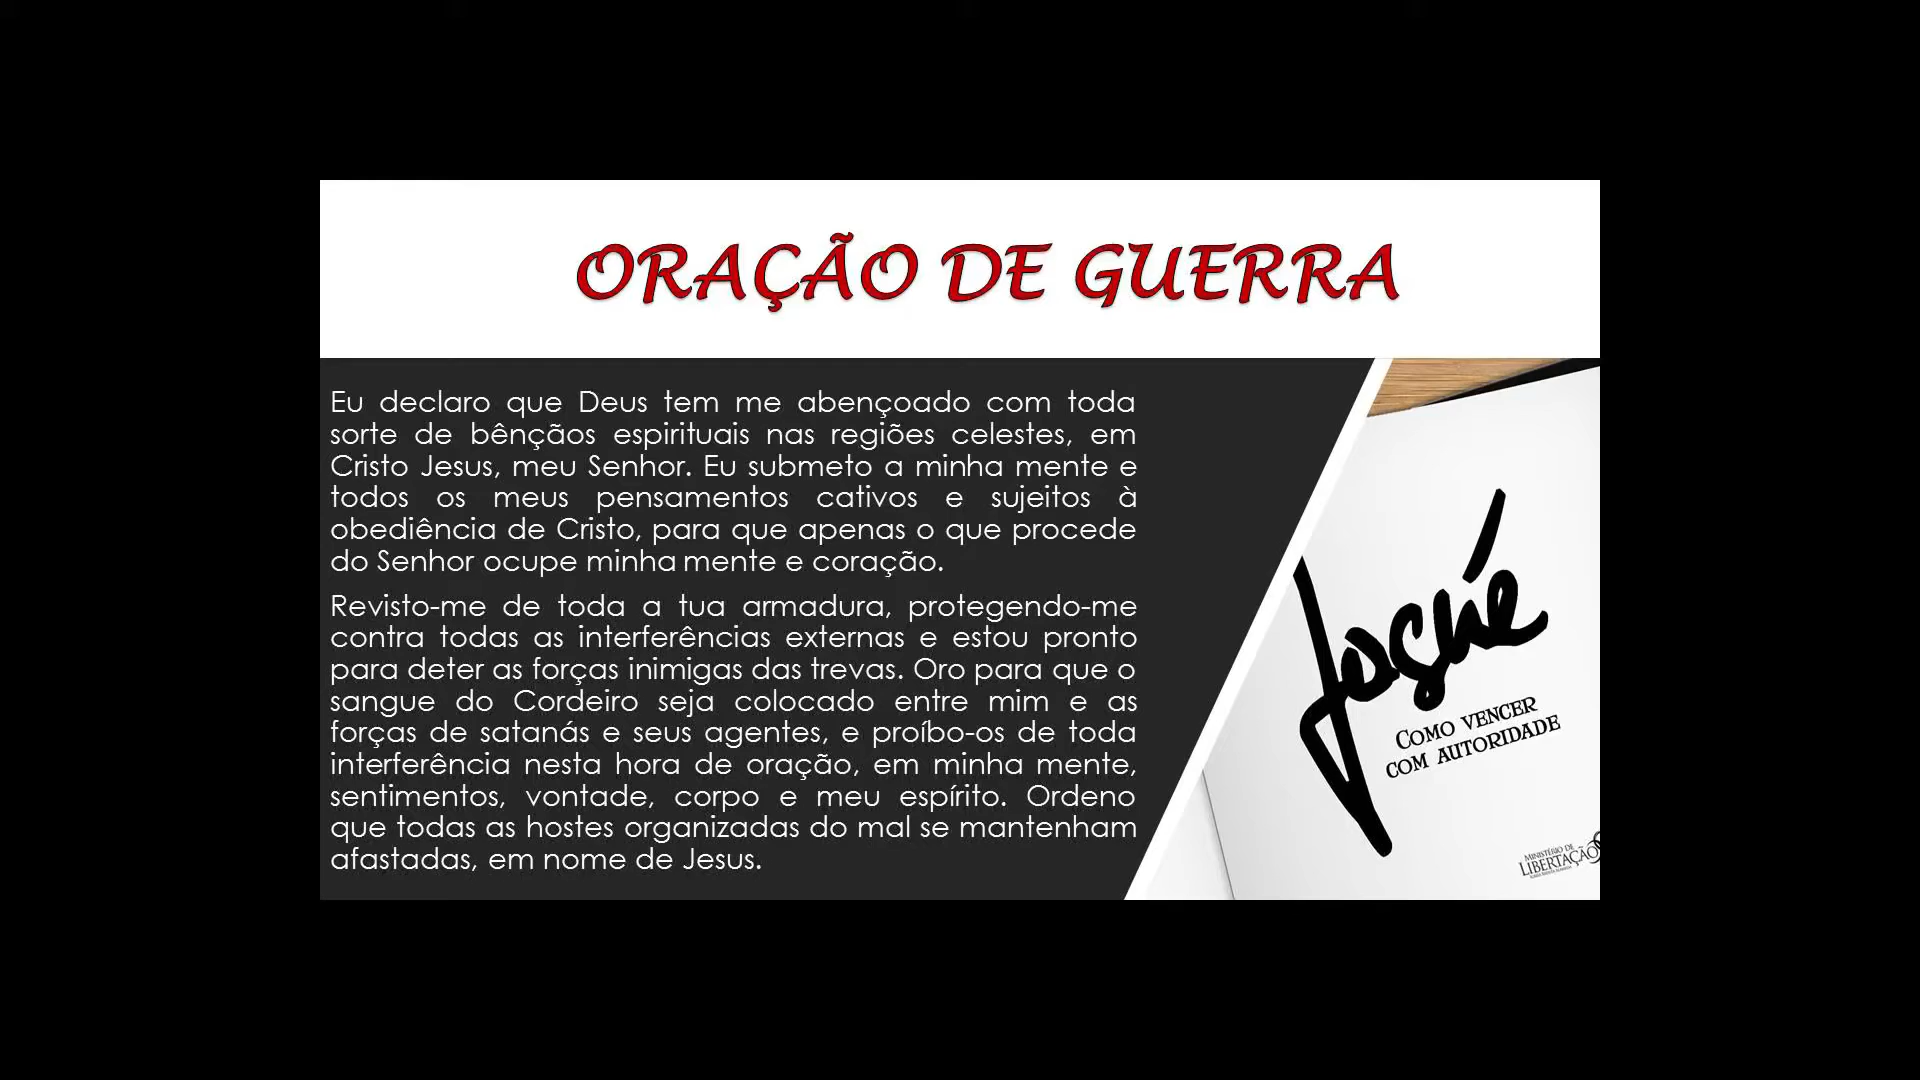 ORAÇÃO DE GUERRA
Eu declaro que Deus tem me abençoado com toda
sorte de bênçãos espirituais nas regiões celestes, em
Cristo Jesus, meu Senhor. Eu submeto a minha mente e
todos os meus pensamentos cativos e sujeitos à
obediência de Cristo, para que apenas o que procede
do Senhor ocupe minha mente e coração.
Revisto-me de toda a tua armadura, protegendo-me
contra todas as interferências externas e estou pronto
para deter as forças inimigas das trevas. Oro para que o
sangue do Cordeiro seja colocado entre mim e as
forças de satanás e seus agentes, e proíbo-os de toda
interferência nesta hora de oração, em minha mente,
sentimentos, vontade, corpo e meu espírito. Ordeno
que todas as hostes organizadas do mal se mantenham
afastadas, em nome de Jesus.
Josué
COMO VENCER
COM AUTORIDADE
MINISTÉRIO DE
LIBERTAÇÃO